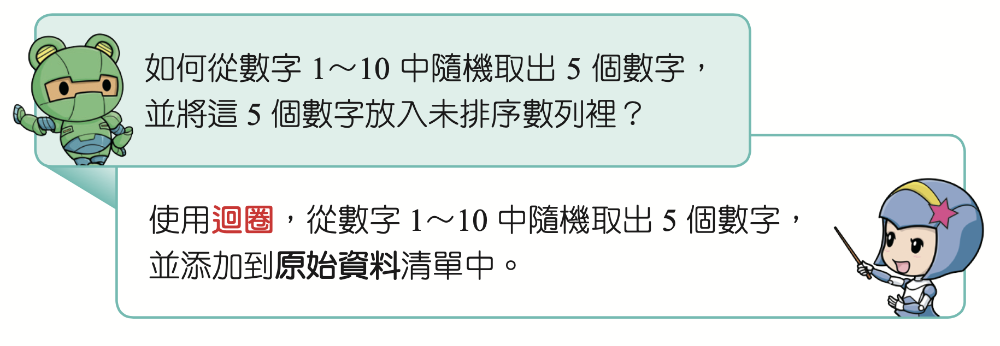 如何從數字 1～10 中隨機取出 5 個數字，
並將這 5 個數字放入未排序數列裡？
使用迴圈，從數字 1～10 中隨機取出 5 個數字，
並添加到原始資料清單中。